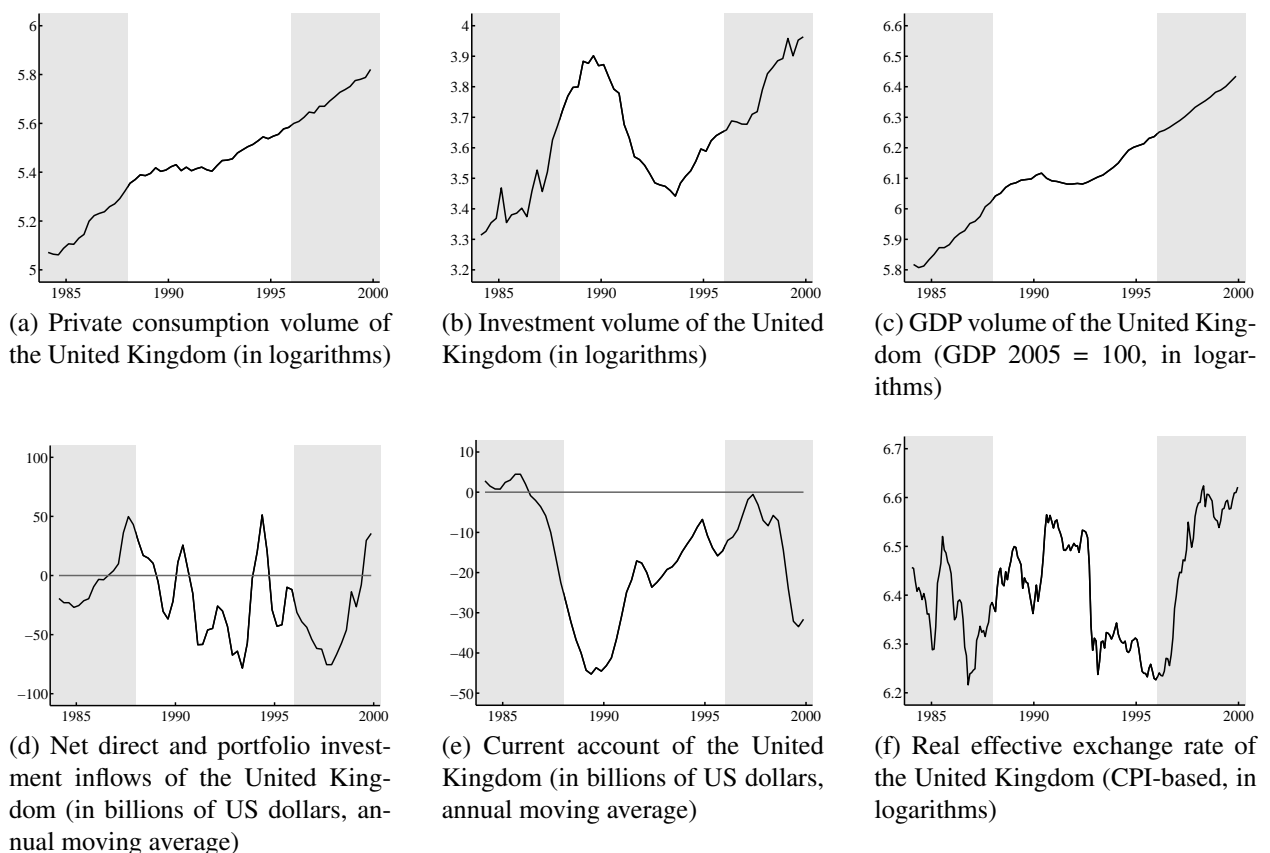 6
5.8
5.6
5.4
5.2
5
1985 1990 1995 2000
(a) Private consumption volume of
the United Kingdom (in logarithms)
4
3.9
3.8
3.7
3.6
3.5
3.4
3.3
3.2
1985 1990 1995 2000
(b) Investment volume of the United
Kingdom (in logarithms)
6.6
6.5
6.4
6.3
6.2
6.1
6
5.9
5.8
1985 1990 1995 2000
(c) GDP volume of the United King-
dom (GDP 2005 = 100, in logar-
ithms)
100
50
0
−50
−100
1985 1990 1995 2000
(d) Net direct and portfolio invest-
ment inflows of the United King-
dom (in billions of US dollars, an-
nual moving average)
10
0
−10
−20
−30
−40
−50
1985 1990 1995 2000
(e) Current account of the United
Kingdom (in billions of US dollars,
annual moving average)
6.7
6.6
6.5
6.4
6.3
6.2
1985 1990 1995 2000
(f) Real effective exchange rate of
the United Kingdom (CPI-based, in
logarithms)